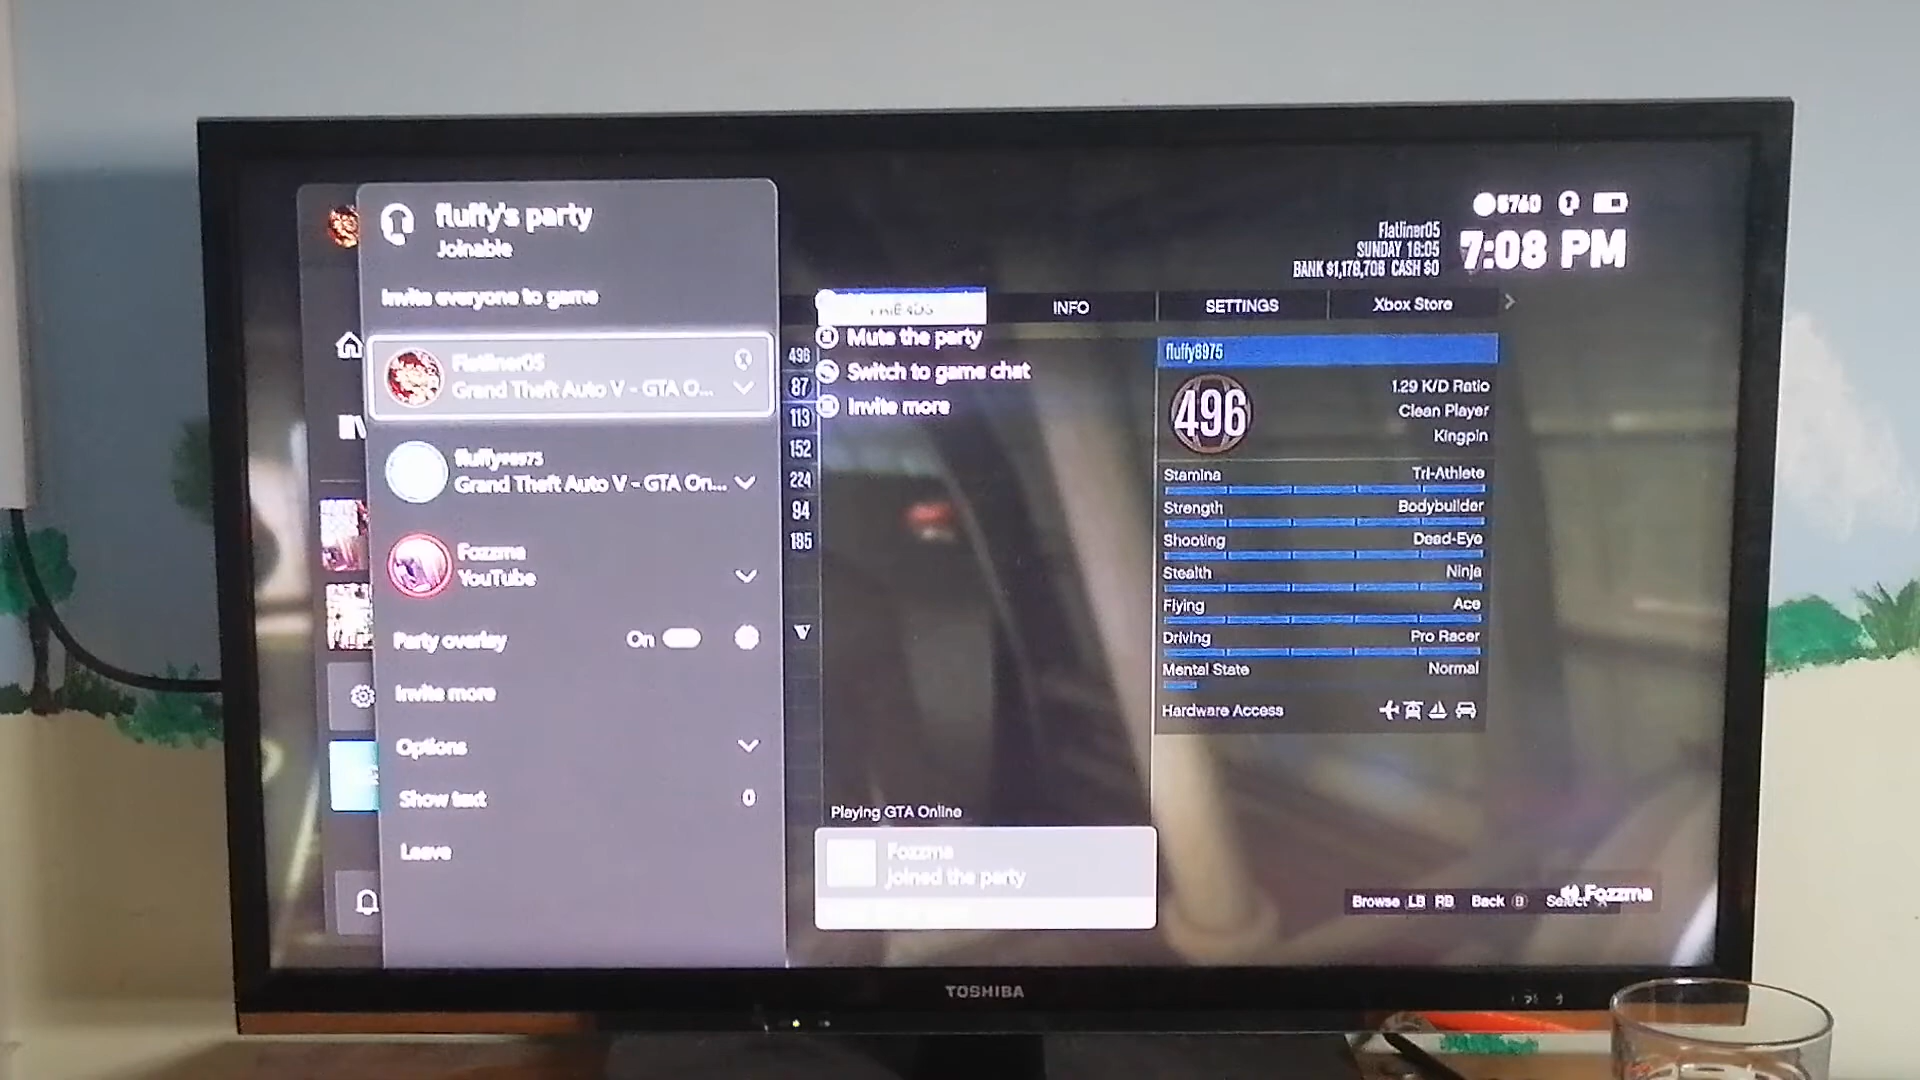 fluffy's party
Joinable
Invite everyone to game
Flatliner05
Grand Theft Auto V - GTA O...
fluffy8975
Grand Theft Auto V - GTA On...
Fozzma
YouTube
Party overlay
On
Invite more
Options
Show text
0
Leave
5760
Flatliner05
SUNDAY 18:05
BANK $1,178,708 CASH $0
7:08 PM
FRIENDS
INFO
SETTINGS
Xbox Store
Mute the party
Switch to game chat
Invite more
496
87
113
152
224
94
185
fluffy8975
496
1.29 K/D Ratio
Clean Player
Kingpin
Stamina
Tri-Athlete
Strength
Bodybuilder
Shooting
Dead-Eye
Stealth
Ninja
Flying
Ace
Driving
Pro Racer
Mental State
Normal
Hardware Access
Playing GTA Online
Fozzma
joined the party
Browse LB RB Back B Select
Fozzma
TOSHIBA